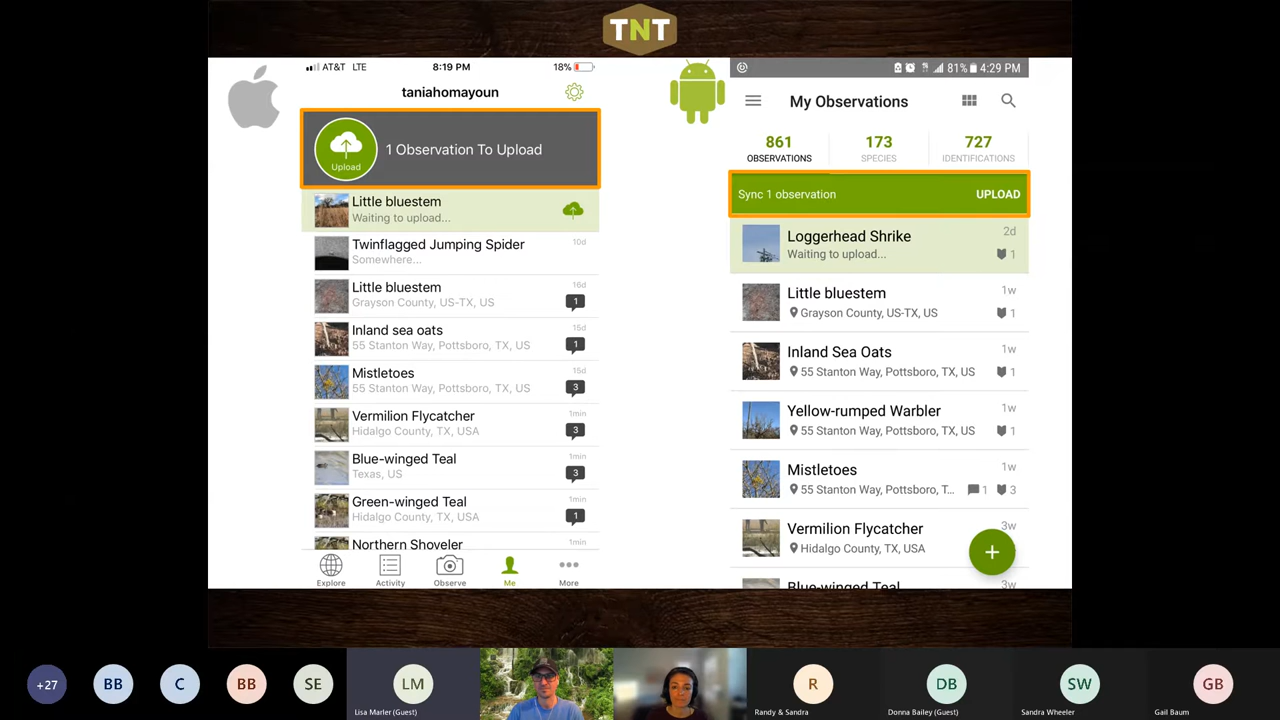 TNT
AT&T LTE
8:19 PM
18%
taniahomayoun
Upload
1 Observation To Upload
Little bluestem
Waiting to upload...
Twinflagged Jumping Spider
10d
Somewhere...
Little bluestem
16d
Grayson County, US-TX, US
1
Inland sea oats
15d
55 Stanton Way, Pottsboro, TX, US
1
Mistletoes
15d
55 Stanton Way, Pottsboro, TX, US
3
Vermilion Flycatcher
1min
Hidalgo County, TX, USA
3
Blue-winged Teal
1min
Texas, US
3
Green-winged Teal
1min
Hidalgo County, TX, USA
1
Northern Shoveler
1min
Explore
Activity
Observe
Me
More
81% 4:29 PM
My Observations
861
OBSERVATIONS
173
SPECIES
727
IDENTIFICATIONS
Sync 1 observation
UPLOAD
Loggerhead Shrike
2d
Waiting to upload...
1
Little bluestem
1w
Grayson County, US-TX, US
1
Inland Sea Oats
1w
55 Stanton Way, Pottsboro, TX, US
1
Yellow-rumped Warbler
1w
55 Stanton Way, Pottsboro, TX, US
1
Mistletoes
1w
55 Stanton Way, Pottsboro, T...
1
3
Vermilion Flycatcher
3w
Hidalgo County, TX, USA
Blue-winged Teal
3w
+27
BB
C
BB
SE
LM
Lisa Marler (Guest)
R
Randy & Sandra
DB
Donna Bailey (Guest)
SW
Sandra Wheeler
GB
Gail Baum